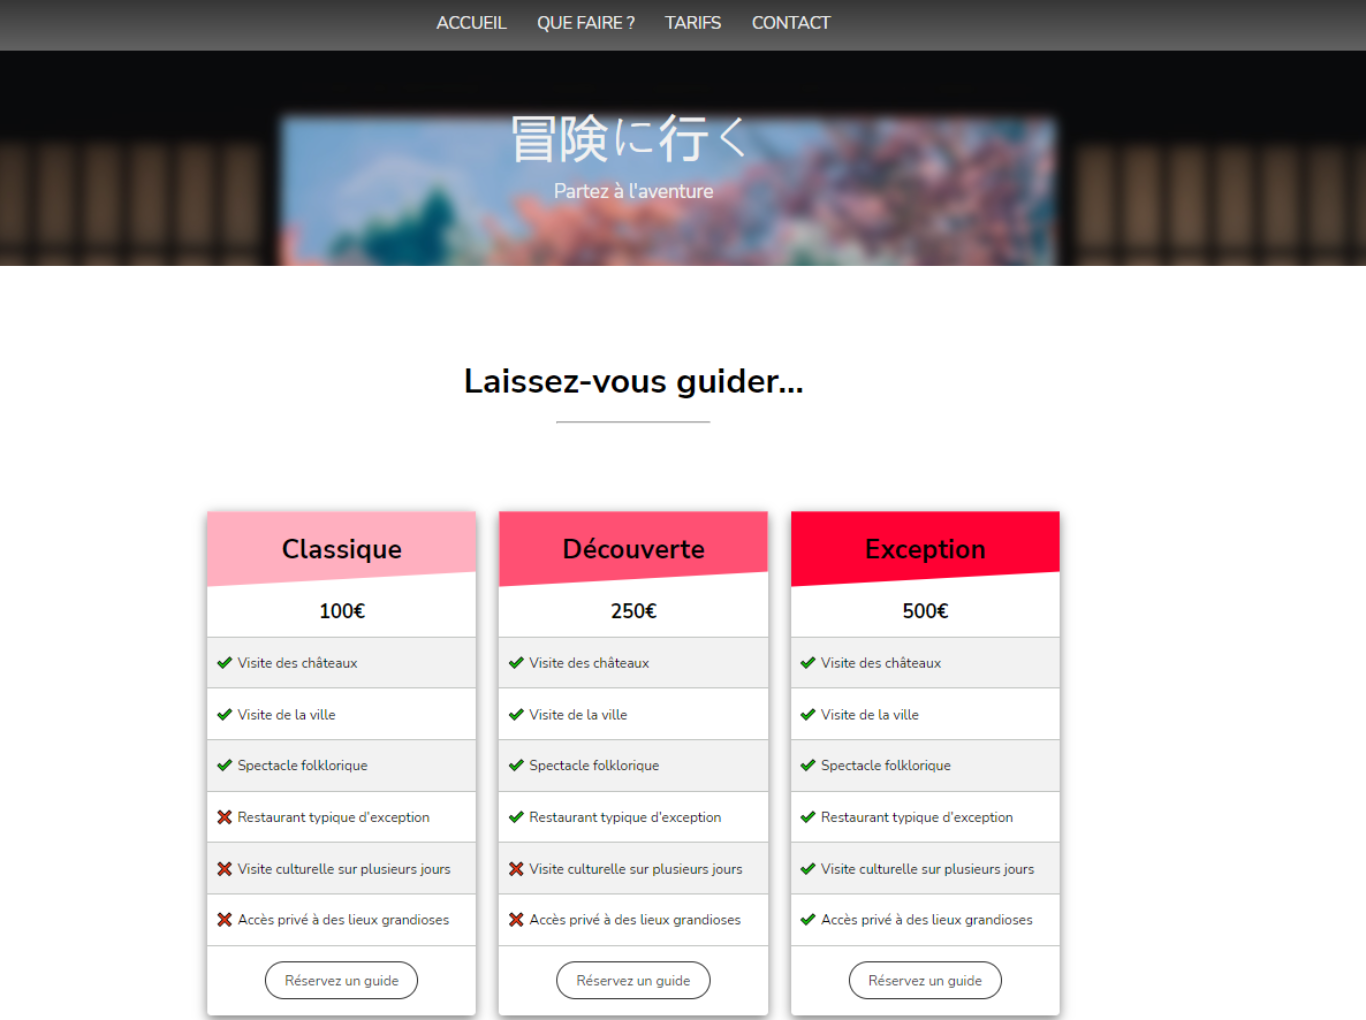 ACCUEIL QUE FAIRE ? TARIFS CONTACT
冒険に行く
Partez à l'aventure
Laissez-vous guider...
Classique
100€
Visite des châteaux
Visite de la ville
Spectacle folklorique
Restaurant typique d'exception
Visite culturelle sur plusieurs jours
Accès privé à des lieux grandioses
Réservez un guide
Découverte
250€
Visite des châteaux
Visite de la ville
Spectacle folklorique
Restaurant typique d'exception
Visite culturelle sur plusieurs jours
Accès privé à des lieux grandioses
Réservez un guide
Exception
500€
Visite des châteaux
Visite de la ville
Spectacle folklorique
Restaurant typique d'exception
Visite culturelle sur plusieurs jours
Accès privé à des lieux grandioses
Réservez un guide